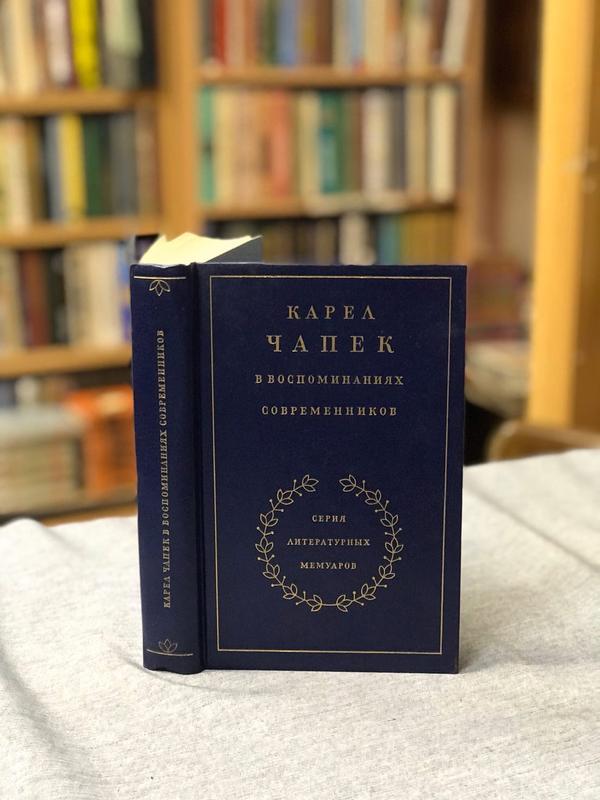 КАРЕЛ ЧАПЕК В ВОСПОМИНАНИЯХ СОВРЕМЕННИКОВ
КАРЕЛ
ЧАПЕК
В ВОСПОМИНАНИЯХ
СОВРЕМЕННИКОВ
СЕРИЯ
ЛИТЕРАТУРНЫХ
МЕМУАРОВ